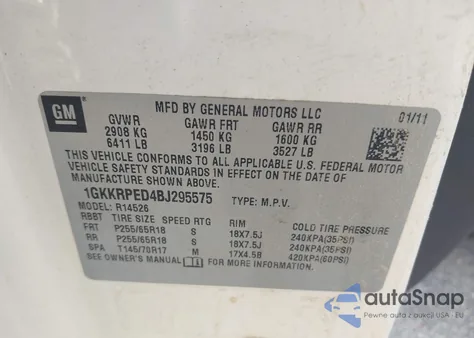 GM
MFD BY GENERAL MOTORS LLC
01/11
GVWR GAWR FRT GAWR RR
2908 KG 1450 KG 1600 KG
6411 LB 3196 LB 3527 LB
THIS VEHICLE CONFORMS TO ALL APPLICABLE U.S. FEDERAL MOTOR
VEHICLE SAFETY STANDARDS IN EFFECT ON THE DATE OF
MANUFACTURE SHOWN ABOVE.
1GKKRPED4BJ295575 TYPE: M.P.V.
MODEL: R14526
RBBT TIRE SIZE SPEED RTG RIM COLD TIRE PRESSURE
FRT P255/65R18 S 18X7.5J 240KPA(35PSI)
RR P255/65R18 S 18X7.5J 240KPA(35PSI)
SPA T145/70R17 M 17X4.5B 420KPA(60PSI)
SEE OWNER'S MANUAL FOR MORE INFORMATION
autaSnap
Pewne auta z USA - EU